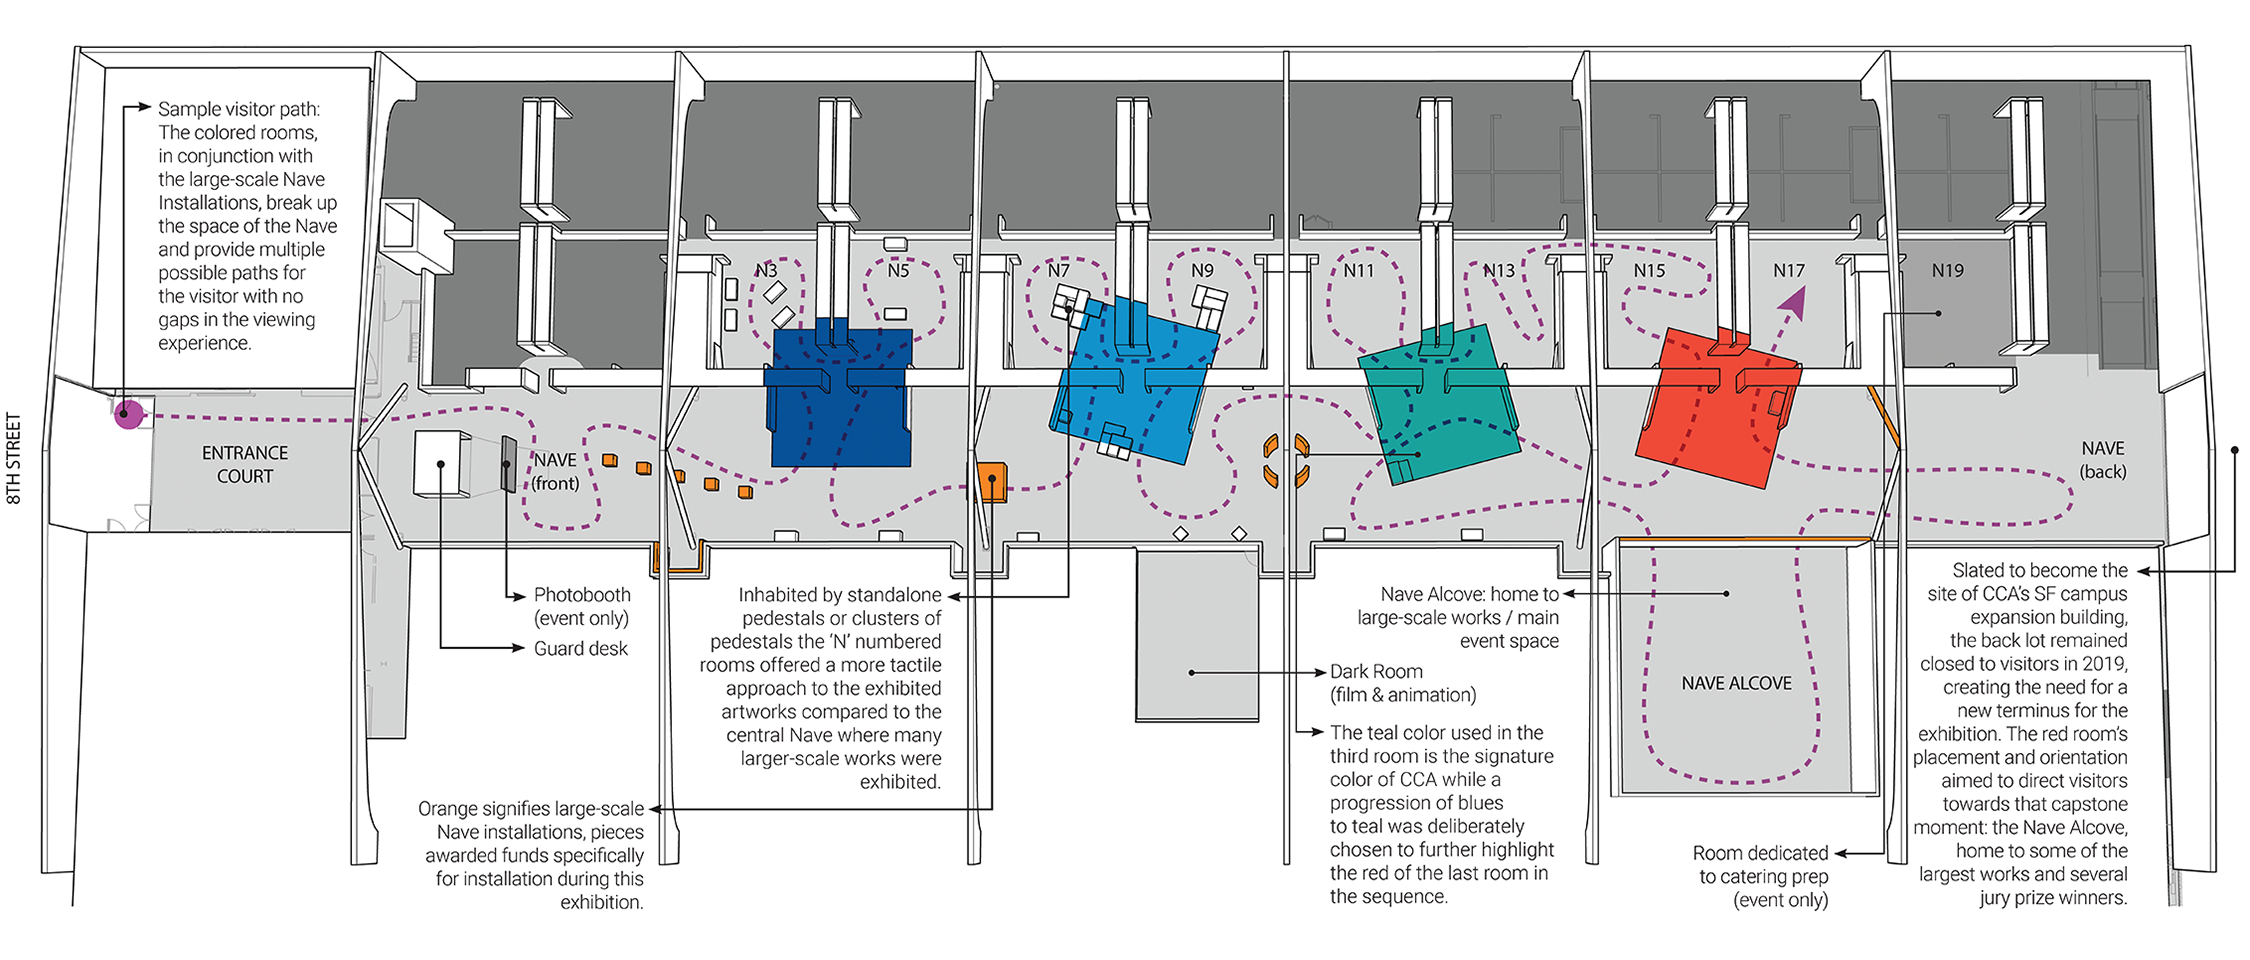 Sample visitor path:
The colored rooms,
in conjunction with
the large-scale Nave
Installations, break up
the space of the Nave
and provide multiple
possible paths for
the visitor with no
gaps in the viewing
experience.
8TH STREET
ENTRANCE
COURT
NAVE
(front)
N3
N5
N7
N9
N11
N13
N15
N17
N19
NAVE
(back)
Photobooth
(event only)
Guard desk
Orange signifies large-scale
Nave installations, pieces
awarded funds specifically
for installation during this
exhibition.
Inhabited by standalone
pedestals or clusters of
pedestals the ‘N’ numbered
rooms offered a more tactile
approach to the exhibited
artworks compared to the
central Nave where many
larger-scale works were
exhibited.
Nave Alcove: home to
large-scale works / main
event space
Dark Room
(film & animation)
The teal color used in the
third room is the signature
color of CCA while a
progression of blues
to teal was deliberately
chosen to further highlight
the red of the last room in
the sequence.
NAVE ALCOVE
Room dedicated
to catering prep
(event only)
Slated to become the
site of CCA’s SF campus
expansion building,
the back lot remained
closed to visitors in 2019,
creating the need for a
new terminus for the
exhibition. The red room’s
placement and orientation
aimed to direct visitors
towards that capstone
moment: the Nave Alcove,
home to some of the
largest works and several
jury prize winners.